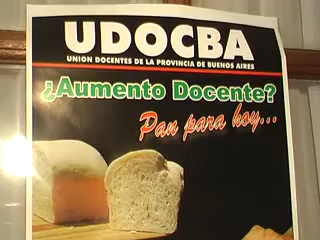 UDOCBA
UNION DOCENTES DE LA PROVINCIA DE BUENOS AIRES
¿Aumento Docente?
Pan para hoy...